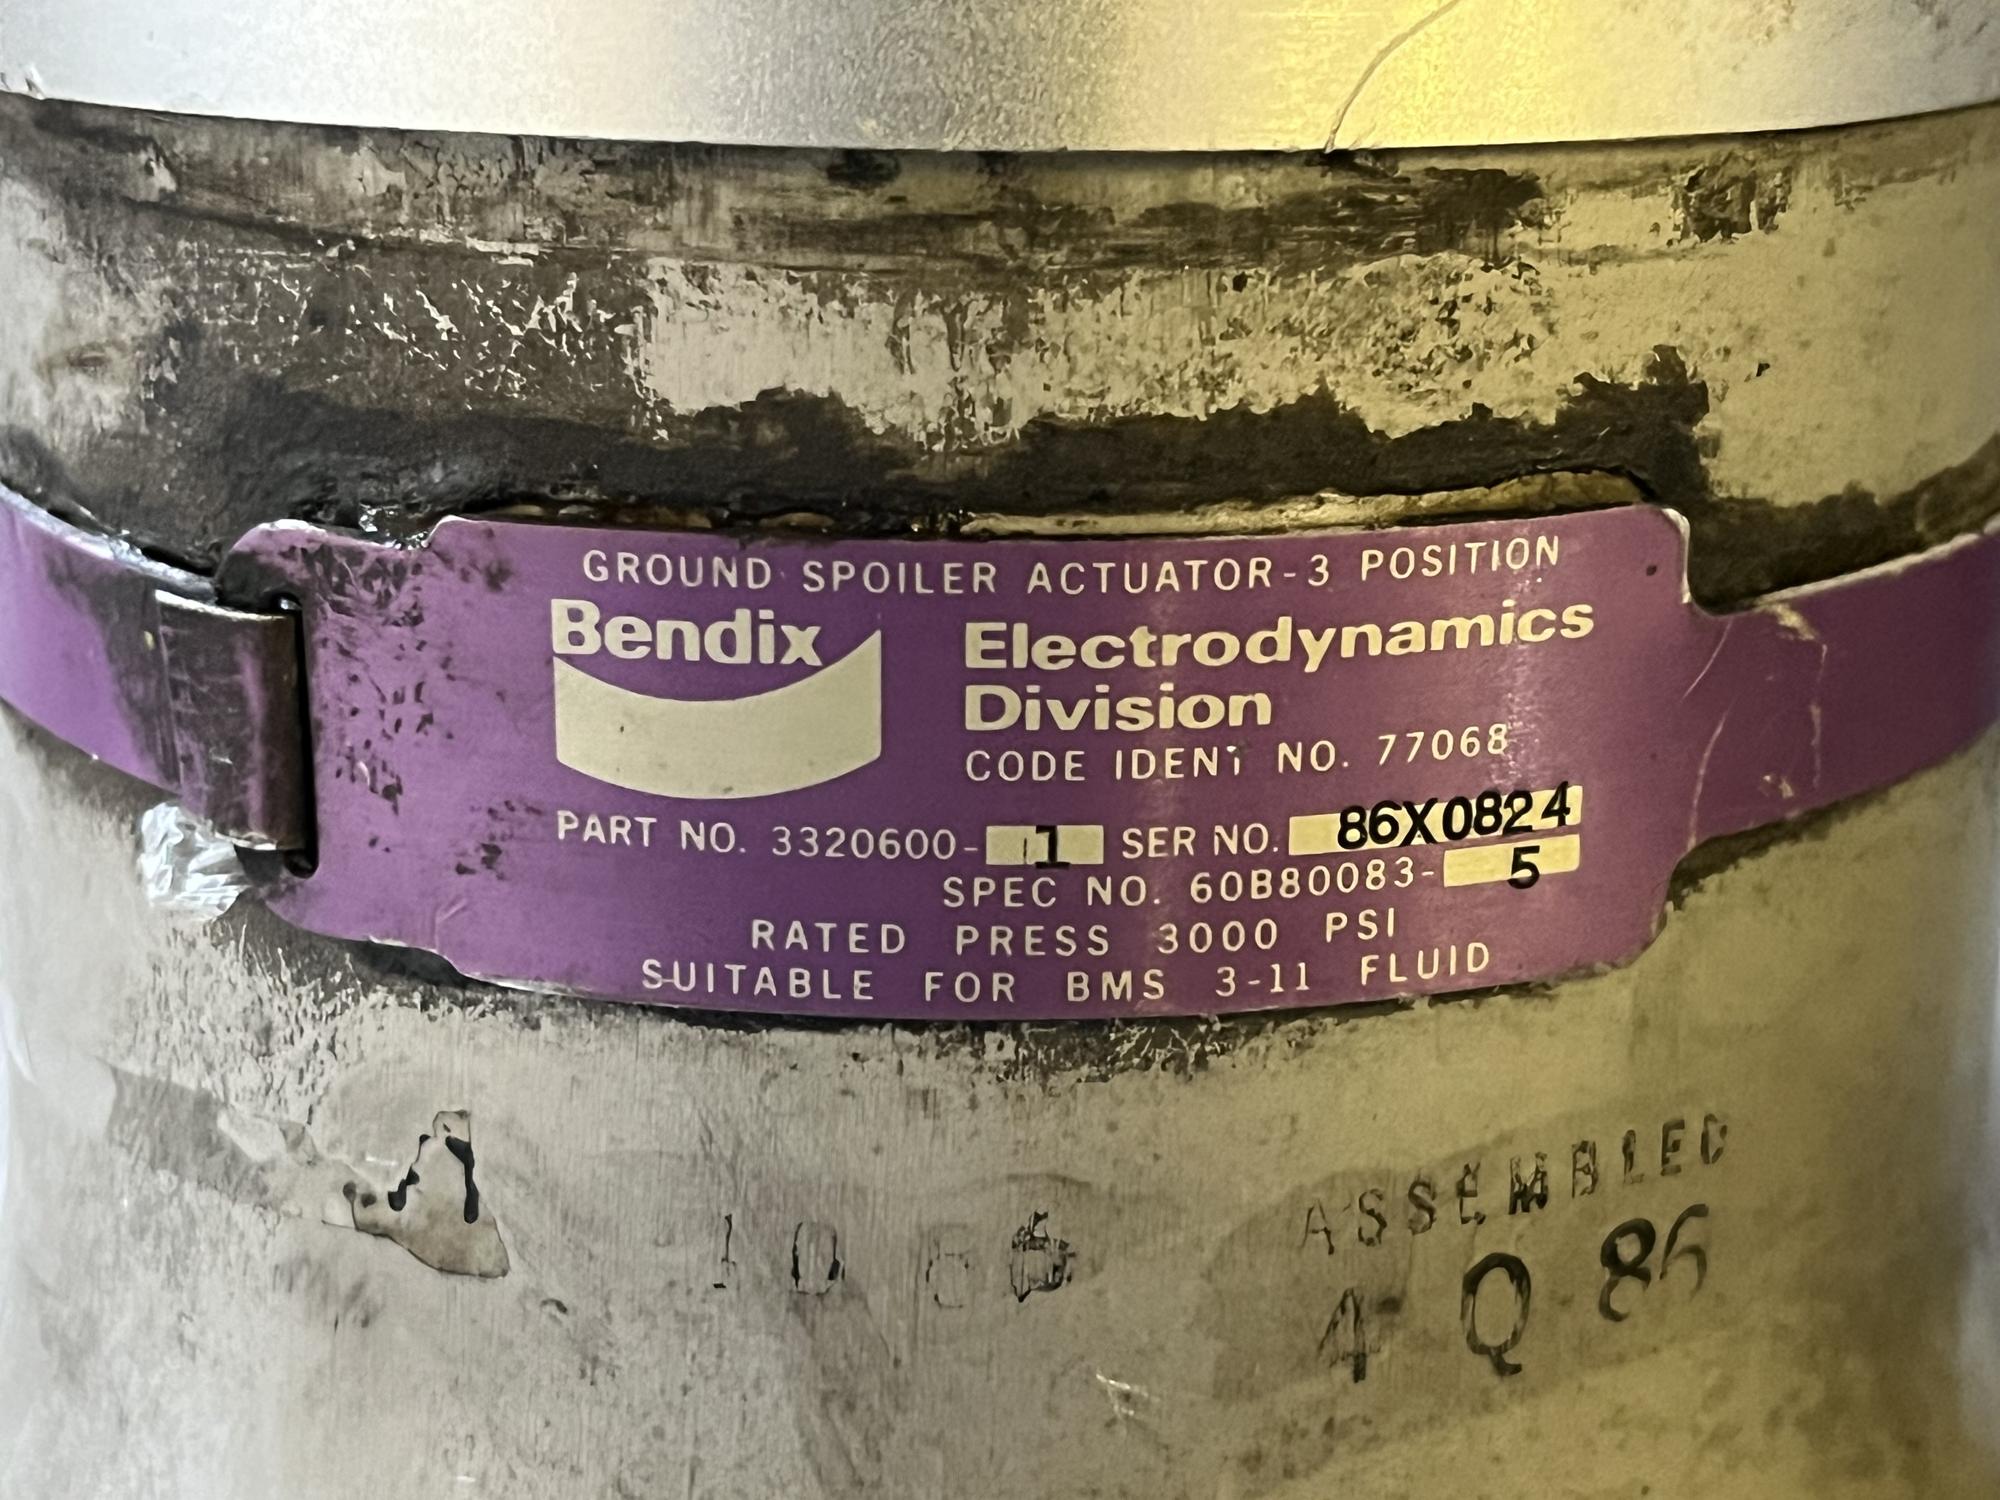 GROUND SPOILER ACTUATOR-3 POSITION
Bendix
Electrodynamics
Division
CODE IDENT NO. 77068
PART NO. 3320600-1 SER NO. 86X0824
SPEC NO. 60B80083-5
RATED PRESS 3000 PSI
SUITABLE FOR BMS 3-11 FLUID
ASSEMBLED
4 Q 86